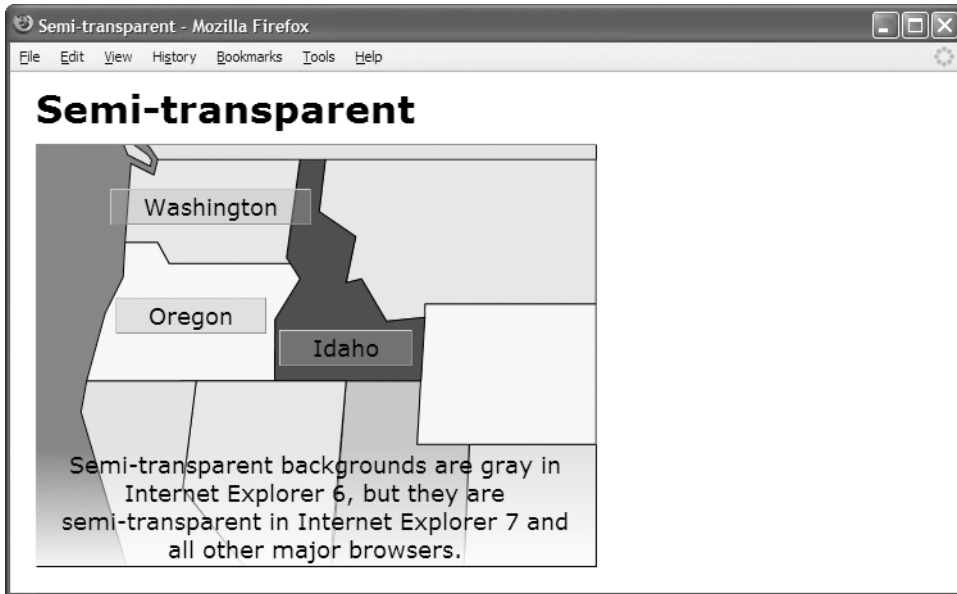 Semi-transparent - Mozilla Firefox
File Edit View History Bookmarks Tools Help
Semi-transparent
Washington
Oregon
Idaho
Semi-transparent backgrounds are gray in
Internet Explorer 6, but they are
semi-transparent in Internet Explorer 7 and
all other major browsers.